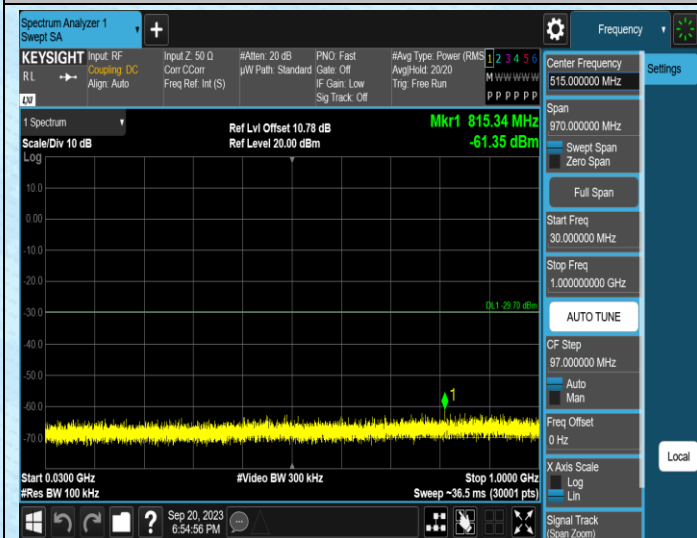 Spectrum Analyzer 1
Swept SA
+
Frequency
KEYSIGHT
RL
LXI
Input: RF
Coupling: DC
Align: Auto
Input Z: 50 Ω
Corr CCorr
Freq Ref: Int (S)
#Atten: 20 dB
µW Path: Standard
PNO: Fast
Gate: Off
IF Gain: Low
Sig Track: Off
#Avg Type: Power (RMS
Avg|Hold: 20/20
Trig: Free Run
1 2 3 4 5 6
M W W W W W
P P P P P P
1 Spectrum
Scale/Div 10 dB
Log
Ref Lvl Offset 10.78 dB
Ref Level 20.00 dBm
Mkr1 815.34 MHz
-61.35 dBm
10.0
0.00
-10.0
-20.0
-30.0
-40.0
-50.0
-60.0
-70.0
DL1 -29.70 dBm
1
Start 0.0300 GHz
#Res BW 100 kHz
#Video BW 300 kHz
Stop 1.0000 GHz
Sweep ~36.5 ms (30001 pts)
?
Sep 20, 2023
6:54:56 PM
Center Frequency
515.000000 MHz
Span
970.000000 MHz
Swept Span
Zero Span
Full Span
Start Freq
30.000000 MHz
Stop Freq
1.000000000 GHz
AUTO TUNE
CF Step
97.000000 MHz
Auto
Man
Freq Offset
0 Hz
X Axis Scale
Log
Lin
Signal Track
(Span Zoom)
Settings
Local